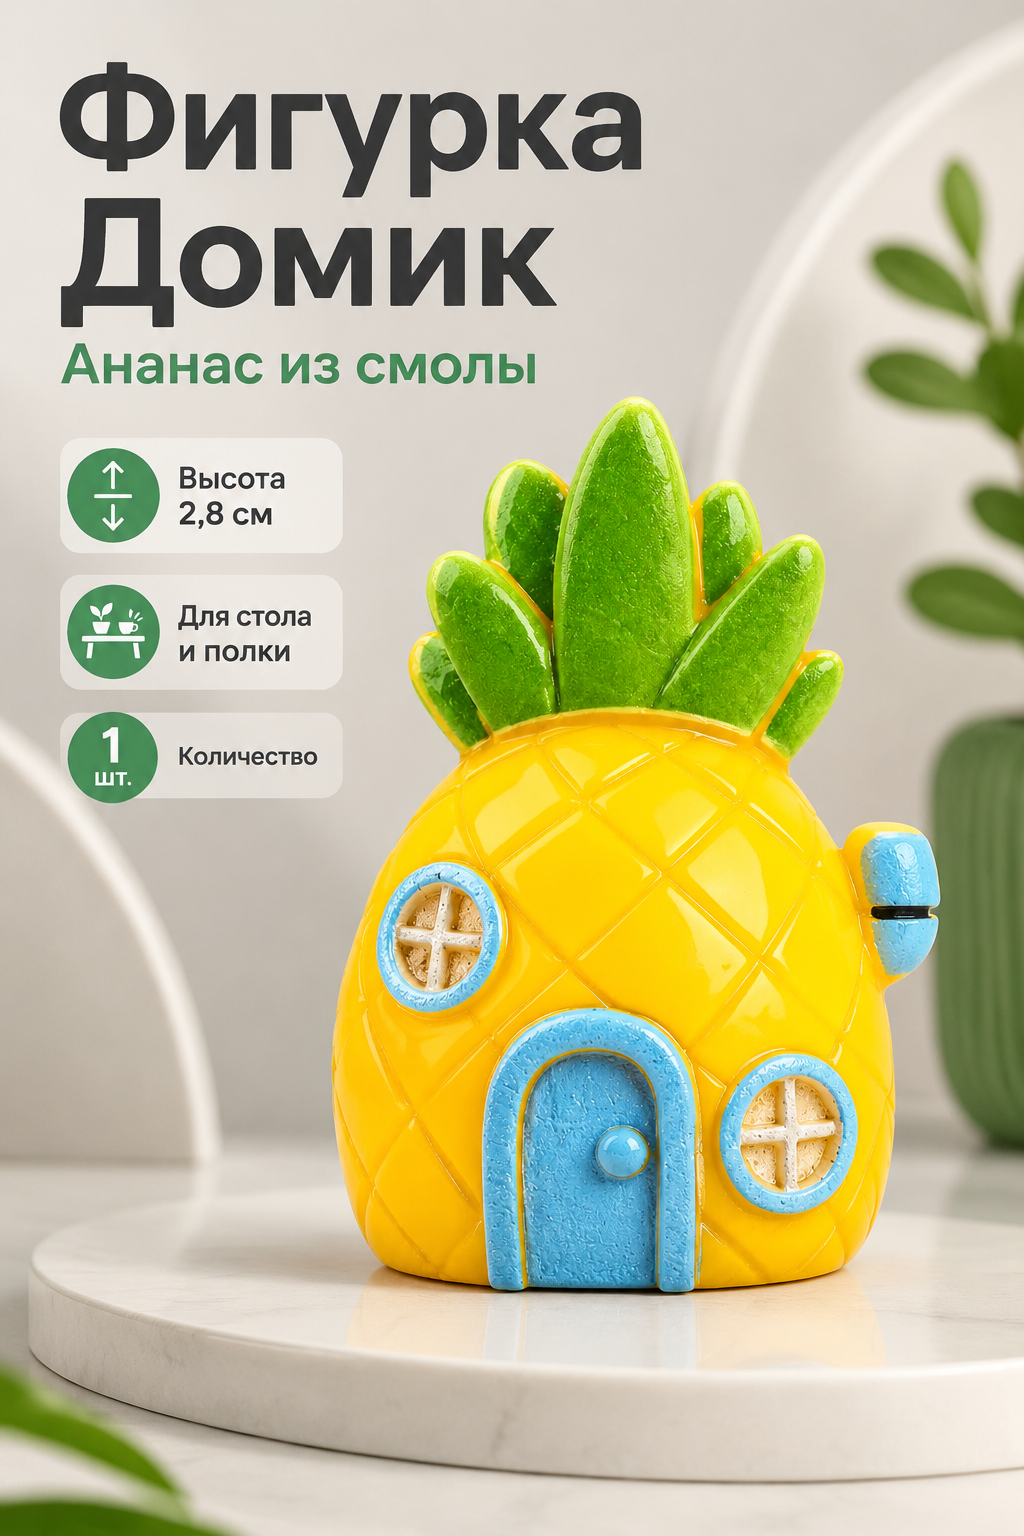 Фигурка
Домик
Ананас из смолы
Высота
2,8 см
Для стола
и полки
1
шт.
Количество